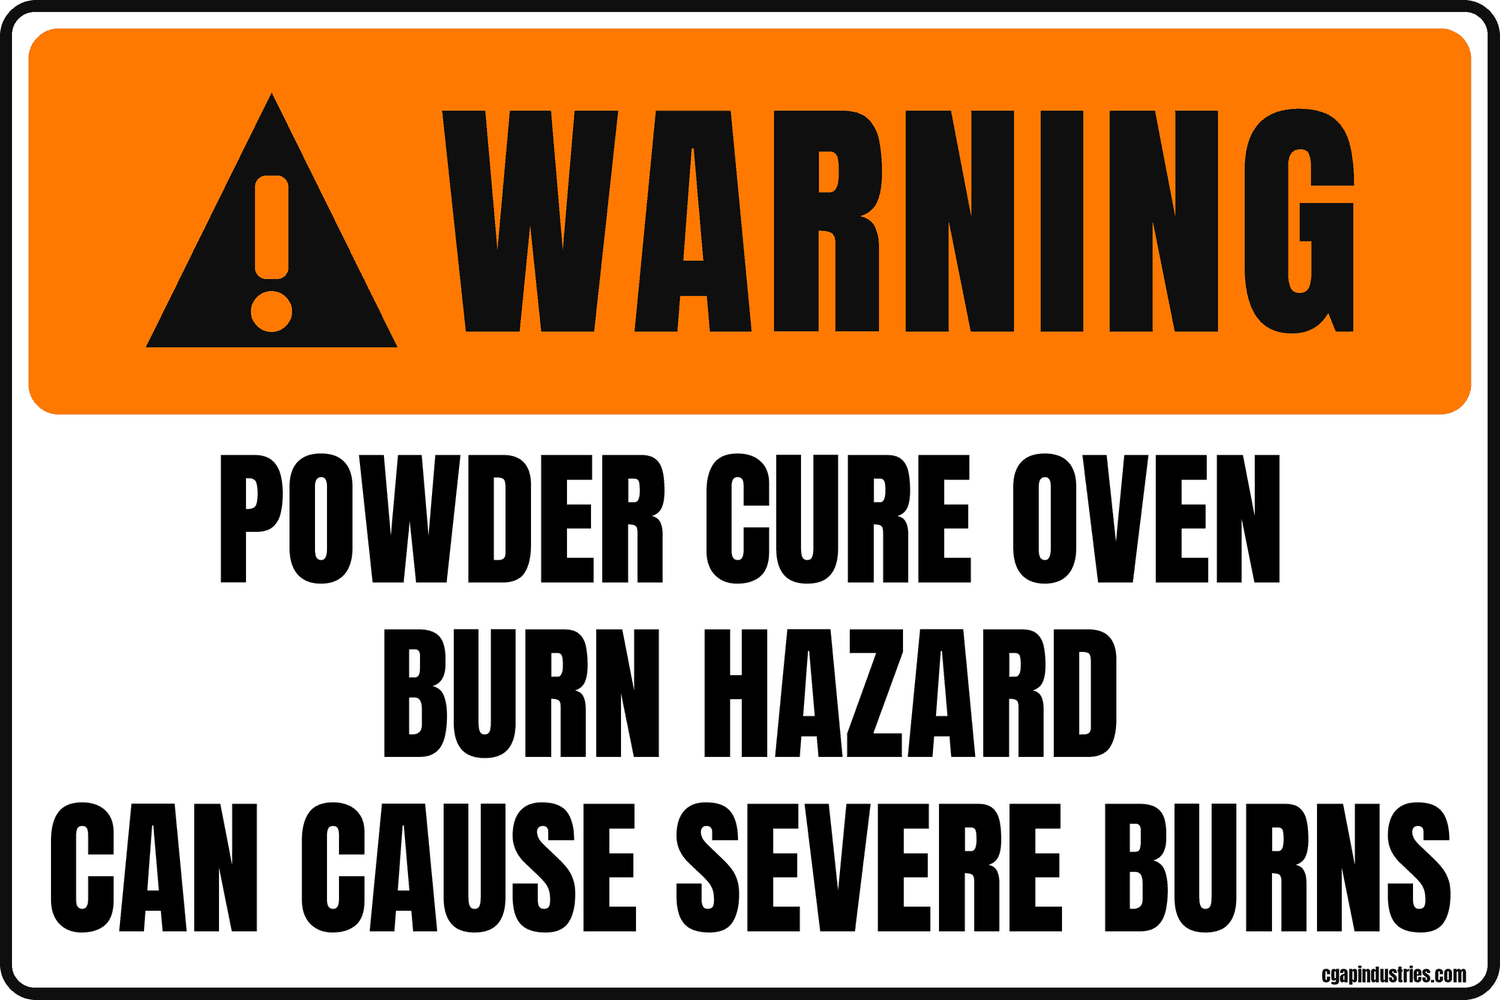 WARNING
POWDER CURE OVEN
BURN HAZARD
CAN CAUSE SEVERE BURNS
cgapindustries.com